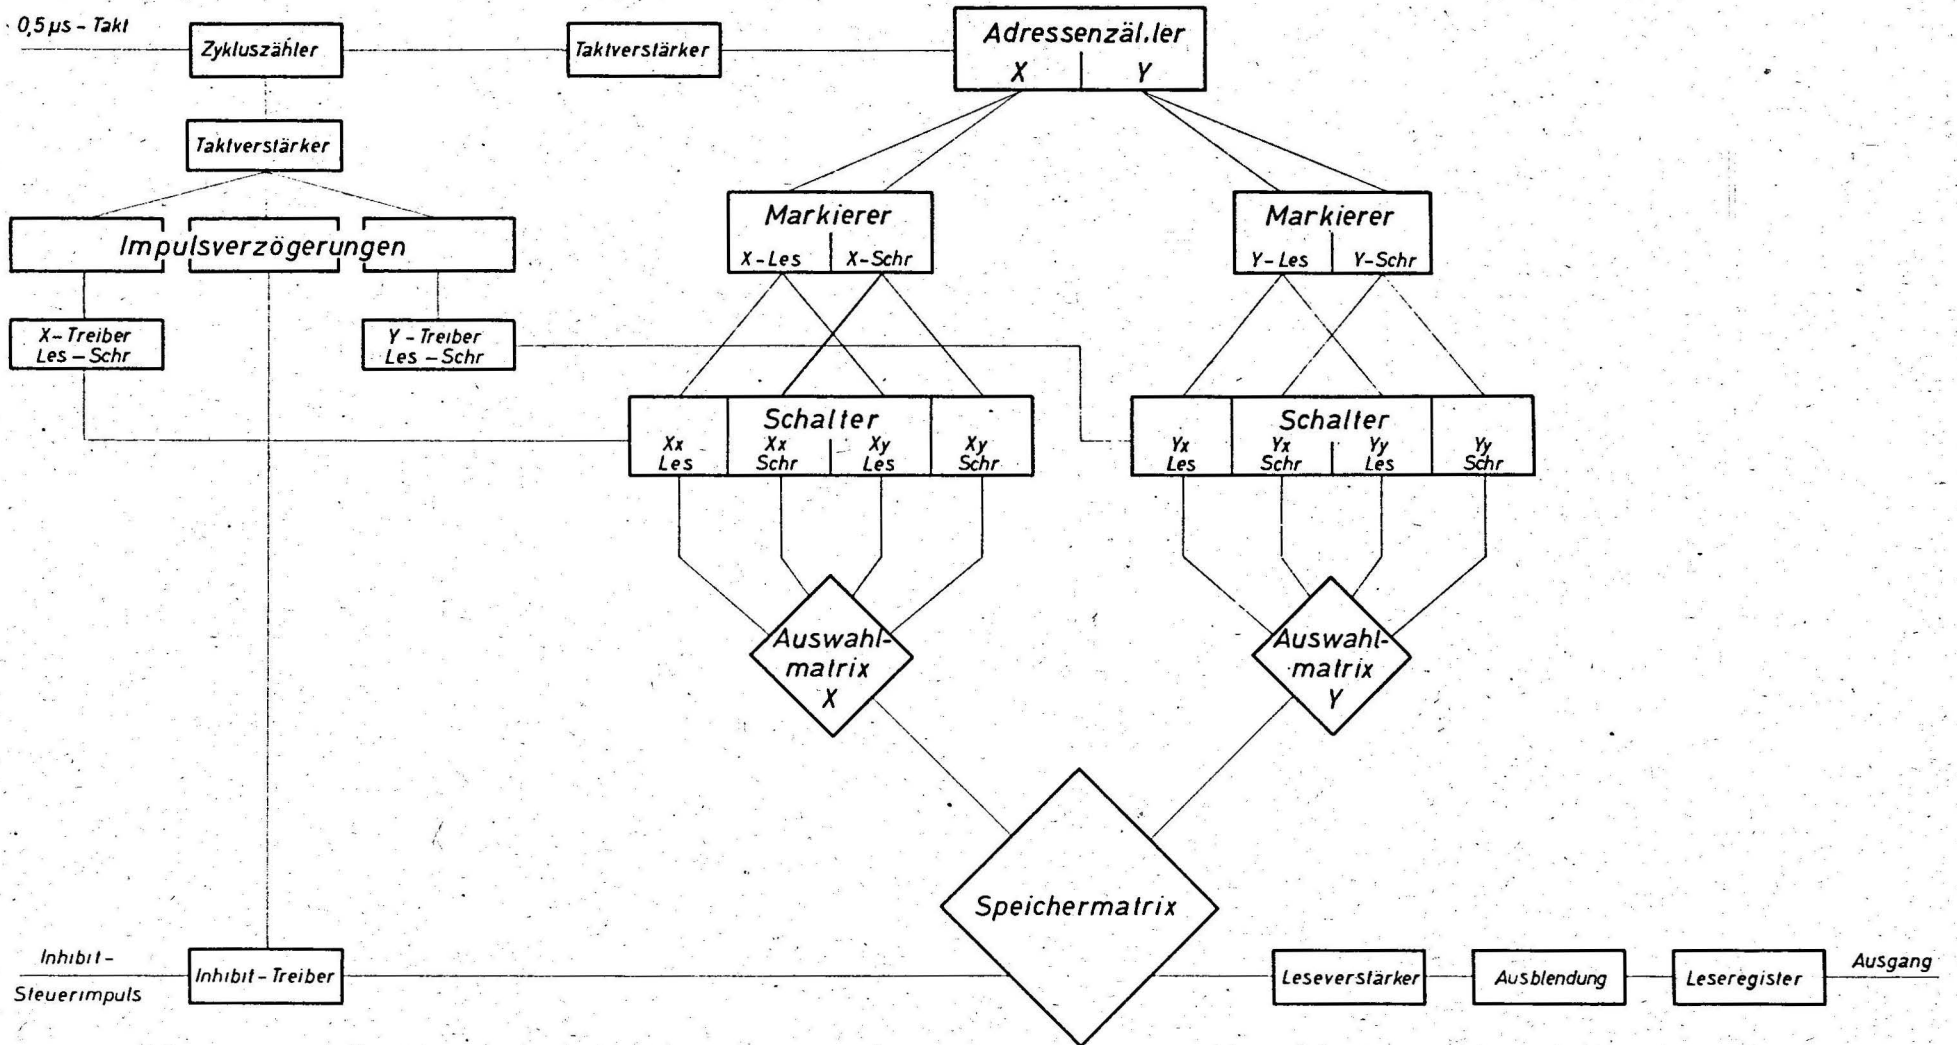 0,5 µs – Takt
Zykluszähler
Taktverstärker
Adressenzäl.ler
X Y
Taktverstärker
Impulsverzögerungen
Markierer
X – Les X – Schr
Markierer
Y – Les Y – Schr
X – Treiber
Les – Schr
Y – Treiber
Les – Schr
Schalter
Xx Xx Xy Xy
Les Schr Les Schr
Schalter
Yx Yx Yy Yy
Les Schr Les Schr
Auswahl-
matrix
X
Auswahl-
matrix
Y
Speichermatrix
Inhibit –
Steuerimpuls
Inhibit – Treiber
Leseverstärker
Ausblendung
Leseregister
Ausgang